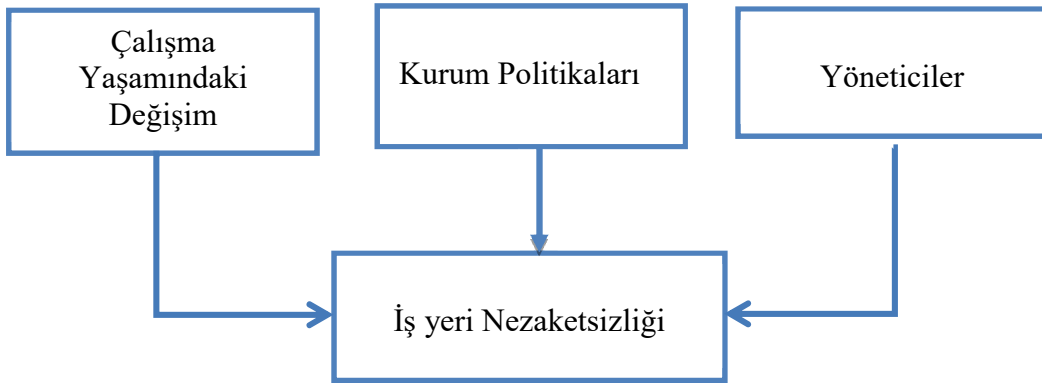 Çalışma
Yaşamındaki
Değişim
Kurum Politikaları
Yöneticiler
İş yeri Nezaketsizliği